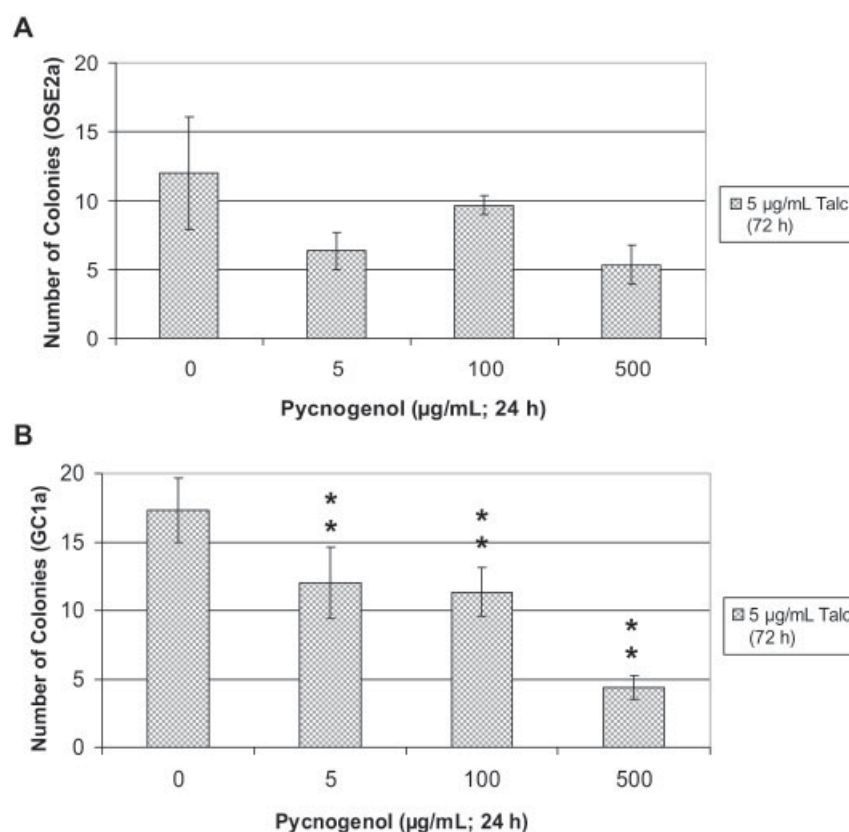 A
Number of Colonies (OSE2a)
20
15
10
5
0
0 5 100 500
Pycnogenol (µg/mL; 24 h)
5 µg/mL Talc
(72 h)
B
Number of Colonies (GC1a)
20
15
10
5
0
* * *
* * *
0 5 100 500
Pycnogenol (µg/mL; 24 h)
5 µg/mL Talc
(72 h)